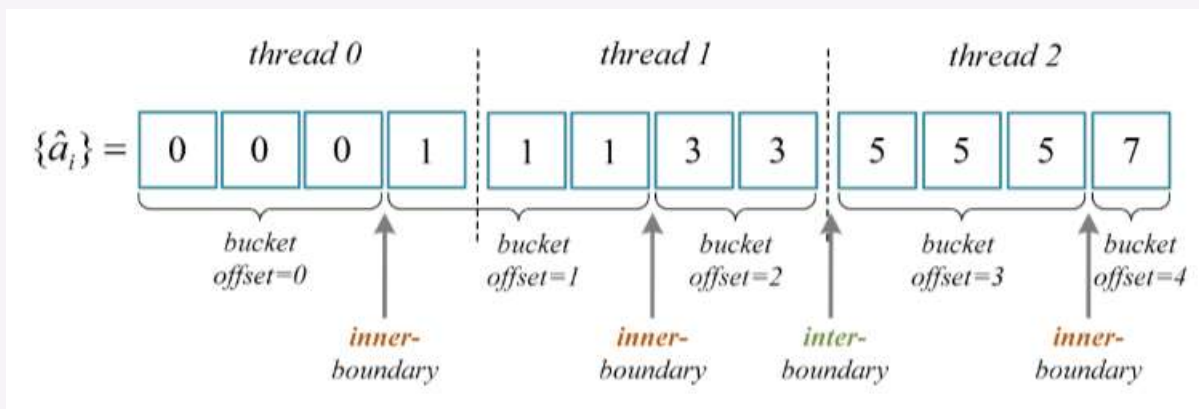 thread 0 thread 1 thread 2
{âᵢ} = 0 0 0 1 1 1 3 3 5 5 5 7
bucket bucket bucket bucket bucket
offset=0 offset=1 offset=2 offset=3 offset=4
inner- inner- inter- inner-
boundary boundary boundary boundary